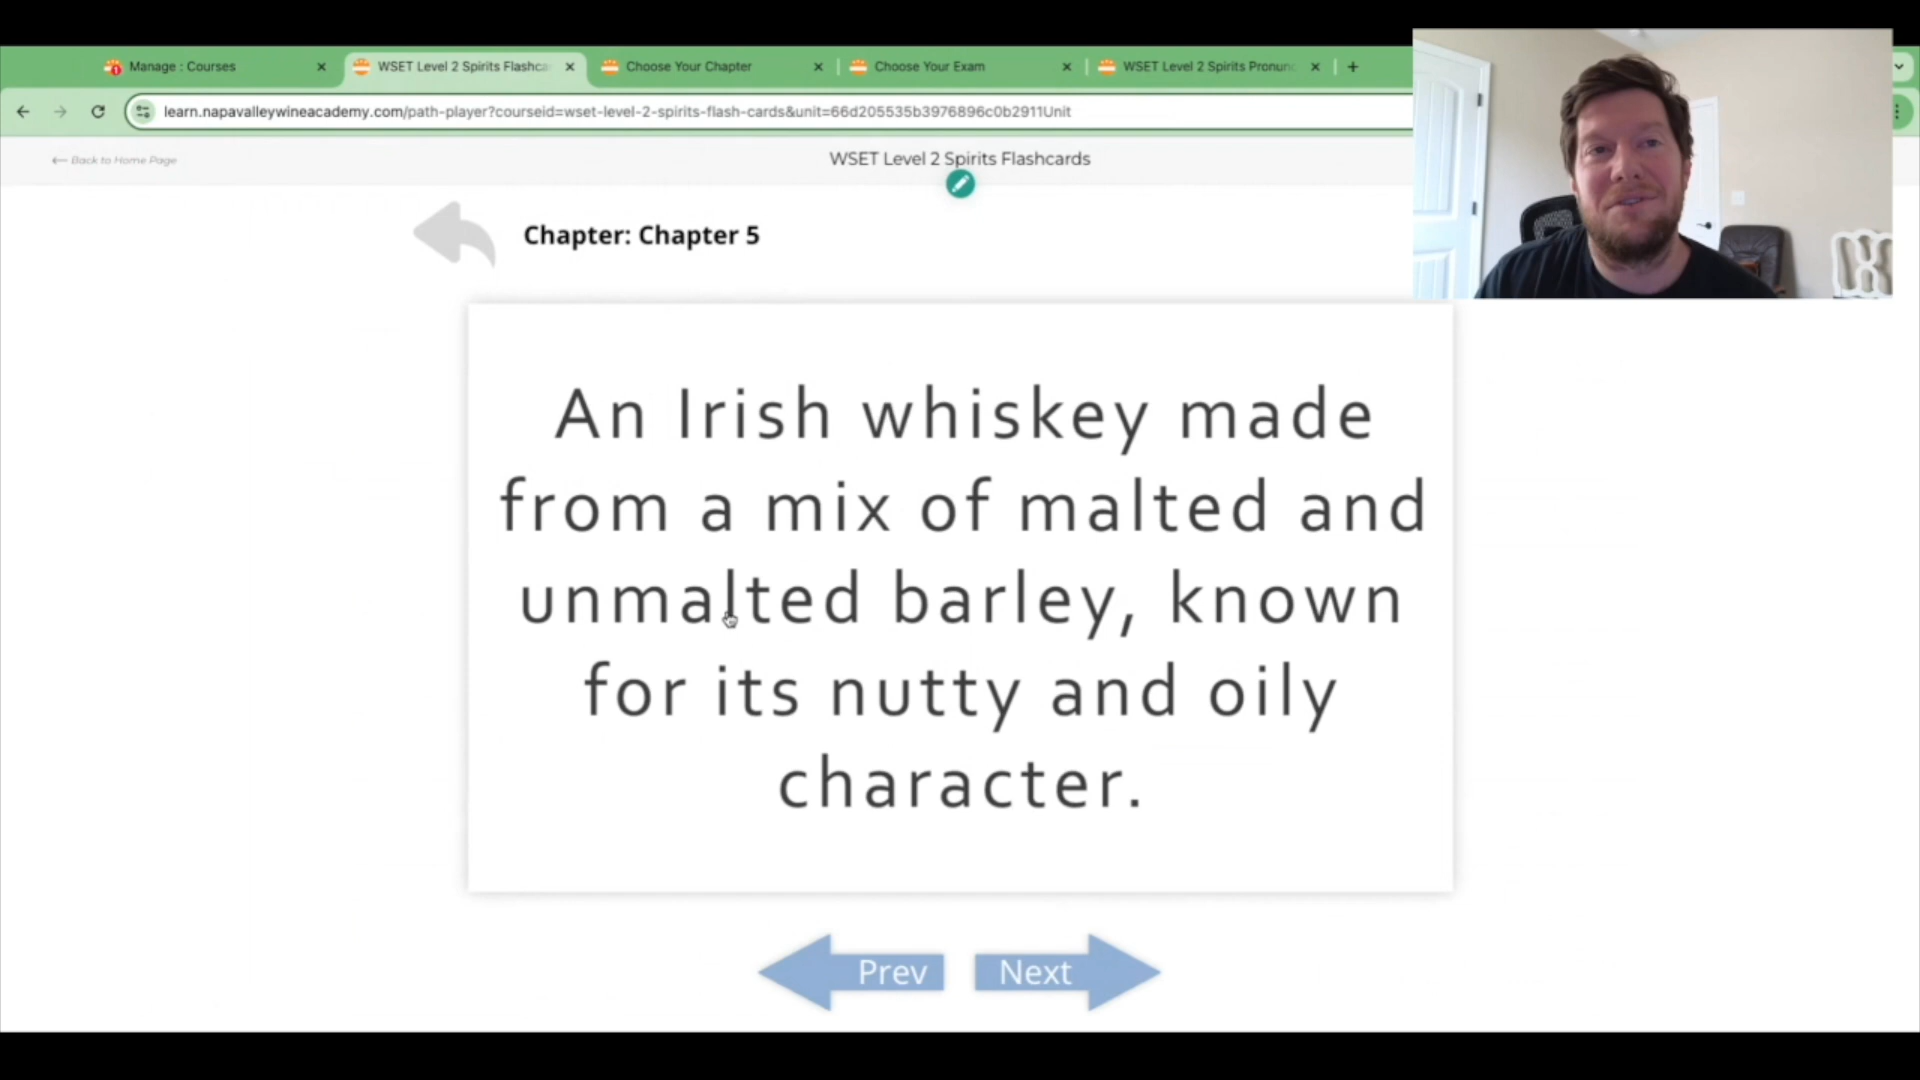 Manage : Courses
WSET Level 2 Spirits Flashca
Choose Your Chapter
Choose Your Exam
WSET Level 2 Spirits Pronun
learn.napavalleywineacademy.com/path-player?courseid=wset-level-2-spirits-flash-cards&unit=66d205535b3976896c0b2911Unit
Back to Home Page
WSET Level 2 Spirits Flashcards
Chapter: Chapter 5
An Irish whiskey made
from a mix of malted and
unmalted barley, known
for its nutty and oily
character.
Prev
Next